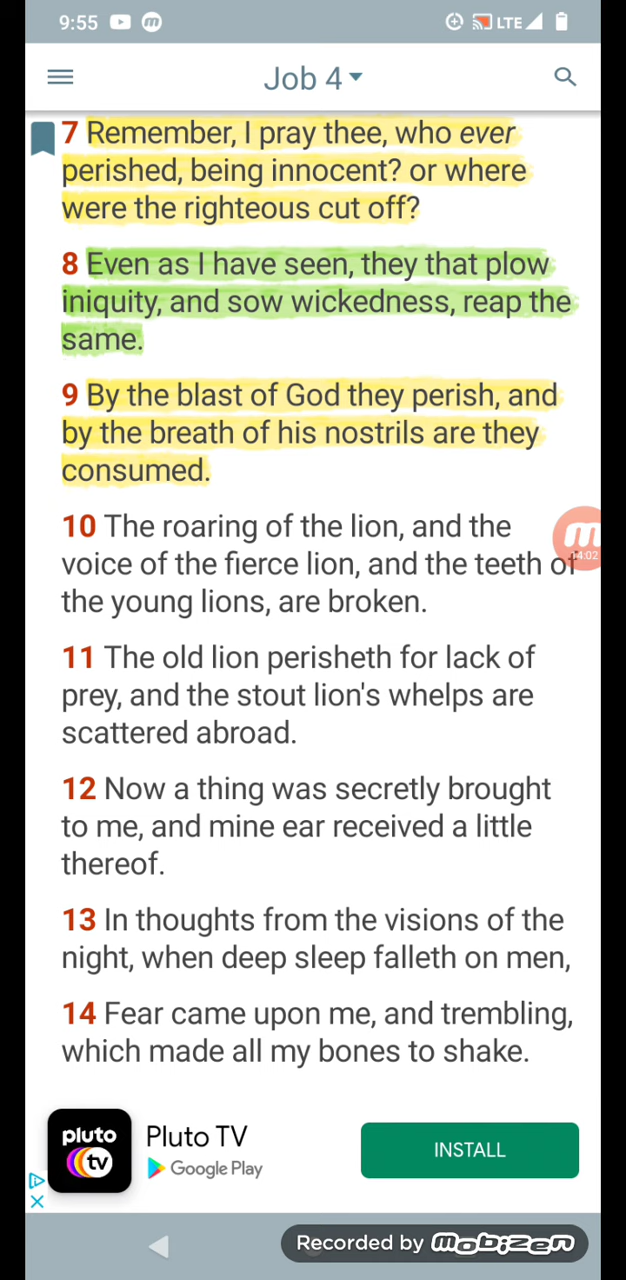 9:55
LTE
Job 4
7 Remember, I pray thee, who ever
perished, being innocent? or where
were the righteous cut off?
8 Even as I have seen, they that plow
iniquity, and sow wickedness, reap the
same.
9 By the blast of God they perish, and
by the breath of his nostrils are they
consumed.
10 The roaring of the lion, and the
voice of the fierce lion, and the teeth of
the young lions, are broken.
m
04:02
11 The old lion perisheth for lack of
prey, and the stout lion's whelps are
scattered abroad.
12 Now a thing was secretly brought
to me, and mine ear received a little
thereof.
13 In thoughts from the visions of the
night, when deep sleep falleth on men,
14 Fear came upon me, and trembling,
which made all my bones to shake.
pluto
tv
Pluto TV
Google Play
INSTALL
Recorded by mobizen